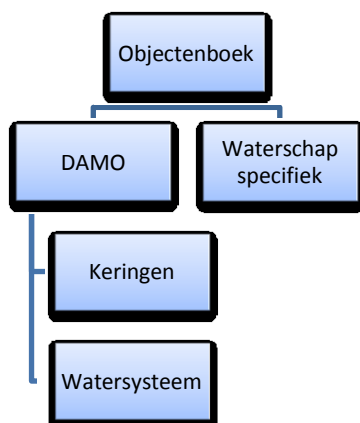 Objectenboek
DAMO
Waterschap
specifiek
Keringen
Watersysteem